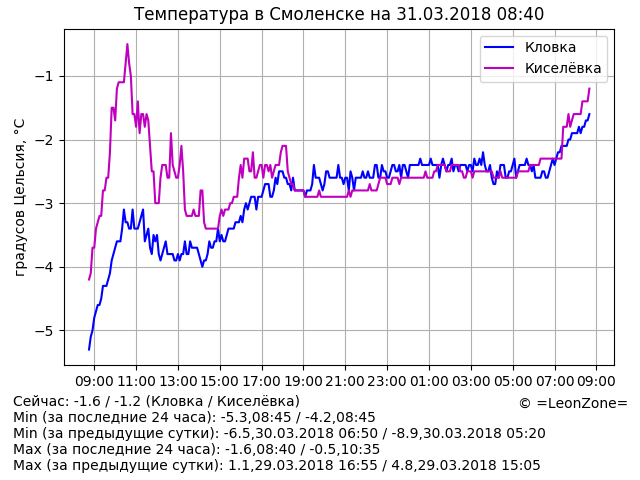 Температура в Смоленске на 31.03.2018 08:40
Кловка
Киселёвка
градусов Цельсия, °C
−1
−2
−3
−4
−5
09:00 11:00 13:00 15:00 17:00 19:00 21:00 23:00 01:00 03:00 05:00 07:00 09:00
Сейчас: -1.6 / -1.2 (Кловка / Киселёвка)
© =LeonZone=
Min (за последние 24 часа): -5.3,08:45 / -4.2,08:45
Min (за предыдущие сутки): -6.5,30.03.2018 06:50 / -8.9,30.03.2018 05:20
Max (за последние 24 часа): -1.6,08:40 / -0.5,10:35
Max (за предыдущие сутки): 1.1,29.03.2018 16:55 / 4.8,29.03.2018 15:05